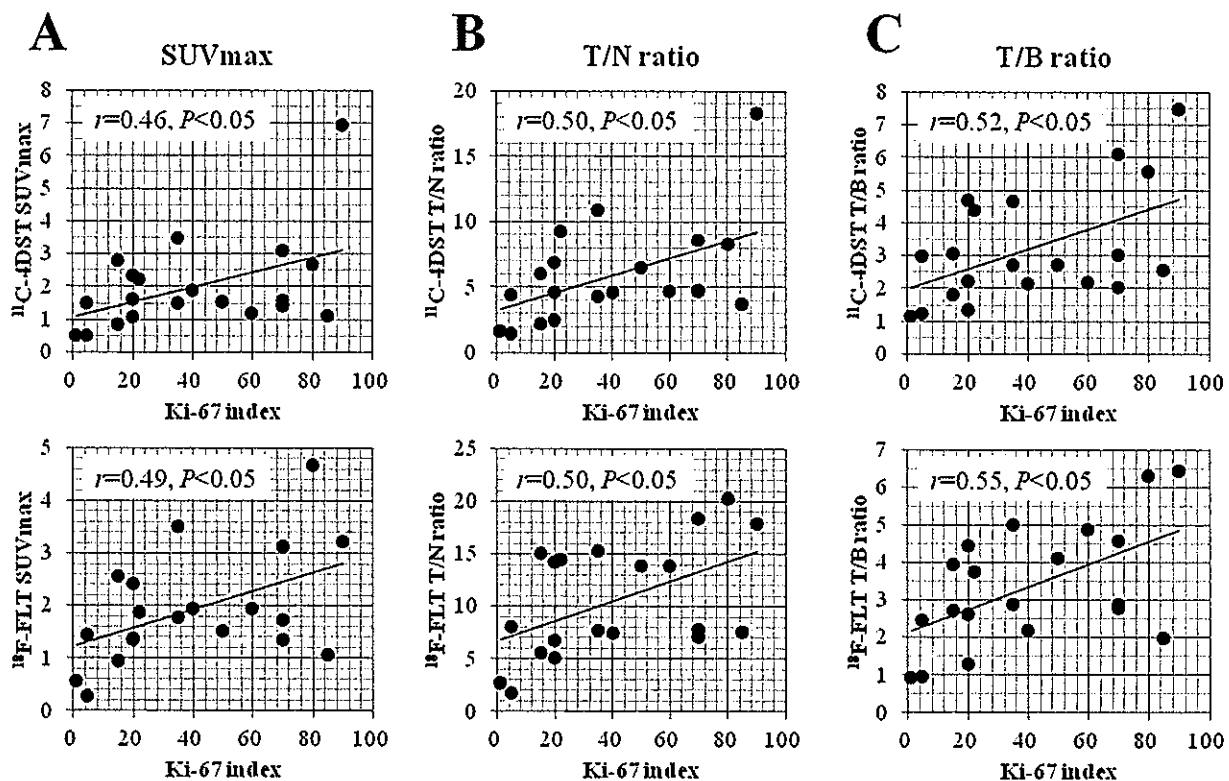 A
SUVmax
B
T/N ratio
C
T/B ratio
r=0.46, P<0.05
¹¹C-4DST SUVmax
8
7
6
5
4
3
2
1
0
0 20 40 60 80 100
Ki-67 index
r=0.50, P<0.05
¹¹C-4DST T/N ratio
20
15
10
5
0
0 20 40 60 80 100
Ki-67 index
r=0.52, P<0.05
¹¹C-4DST T/B ratio
8
7
6
5
4
3
2
1
0
0 20 40 60 80 100
Ki-67 index
r=0.49, P<0.05
¹⁸F-FLT SUVmax
5
4
3
2
1
0
0 20 40 60 80 100
Ki-67 index
r=0.50, P<0.05
¹⁸F-FLT T/N ratio
25
20
15
10
5
0
0 20 40 60 80 100
Ki-67 index
r=0.55, P<0.05
¹⁸F-FLT T/B ratio
7
6
5
4
3
2
1
0
0 20 40 60 80 100
Ki-67 index